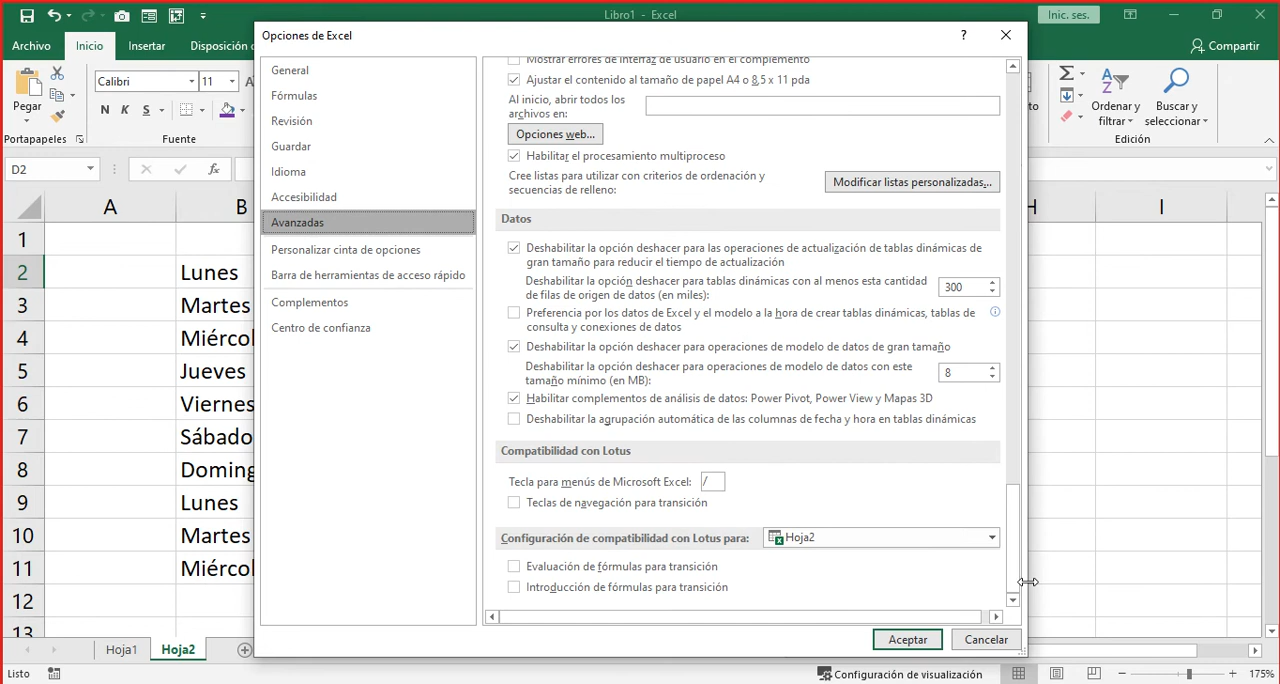 Libro1 - Excel
Inic. ses.
Archivo
Inicio
Insertar
Disposición
Compartir
Pegar
Calibri
11
N K S
Portapapeles
Fuente
Ordenar y
filtrar
Buscar y
seleccionar
Edición
D2
fx
A
B
H
I
1
2 Lunes
3 Martes
4 Miércol
5 Jueves
6 Viernes
7 Sábado
8 Doming
9 Lunes
10 Martes
11 Miércol
12
13
Opciones de Excel
?
General
Fórmulas
Revisión
Guardar
Idioma
Accesibilidad
Avanzadas
Personalizar cinta de opciones
Barra de herramientas de acceso rápido
Complementos
Centro de confianza
Mostrar errores de interfaz de usuario en el complemento
Ajustar el contenido al tamaño de papel A4 o 8,5 x 11 pda
Al inicio, abrir todos los
archivos en:
Opciones web...
Habilitar el procesamiento multiproceso
Cree listas para utilizar con criterios de ordenación y
secuencias de relleno:
Modificar listas personalizadas...
Datos
Deshabilitar la opción deshacer para las operaciones de actualización de tablas dinámicas de
gran tamaño para reducir el tiempo de actualización
Deshabilitar la opción deshacer para tablas dinámicas con al menos esta cantidad
de filas de origen de datos (en miles):
300
Preferencia por los datos de Excel y el modelo a la hora de crear tablas dinámicas, tablas de
consulta y conexiones de datos
Deshabilitar la opción deshacer para operaciones de modelo de datos de gran tamaño
Deshabilitar la opción deshacer para operaciones de modelo de datos con este
tamaño mínimo (en MB):
8
Habilitar complementos de análisis de datos: Power Pivot, Power View y Mapas 3D
Deshabilitar la agrupación automática de las columnas de fecha y hora en tablas dinámicas
Compatibilidad con Lotus
Tecla para menús de Microsoft Excel: /
Teclas de navegación para transición
Configuración de compatibilidad con Lotus para: Hoja2
Evaluación de fórmulas para transición
Introducción de fórmulas para transición
Aceptar
Cancelar
Hoja1
Hoja2
Listo
Configuración de visualización
175%